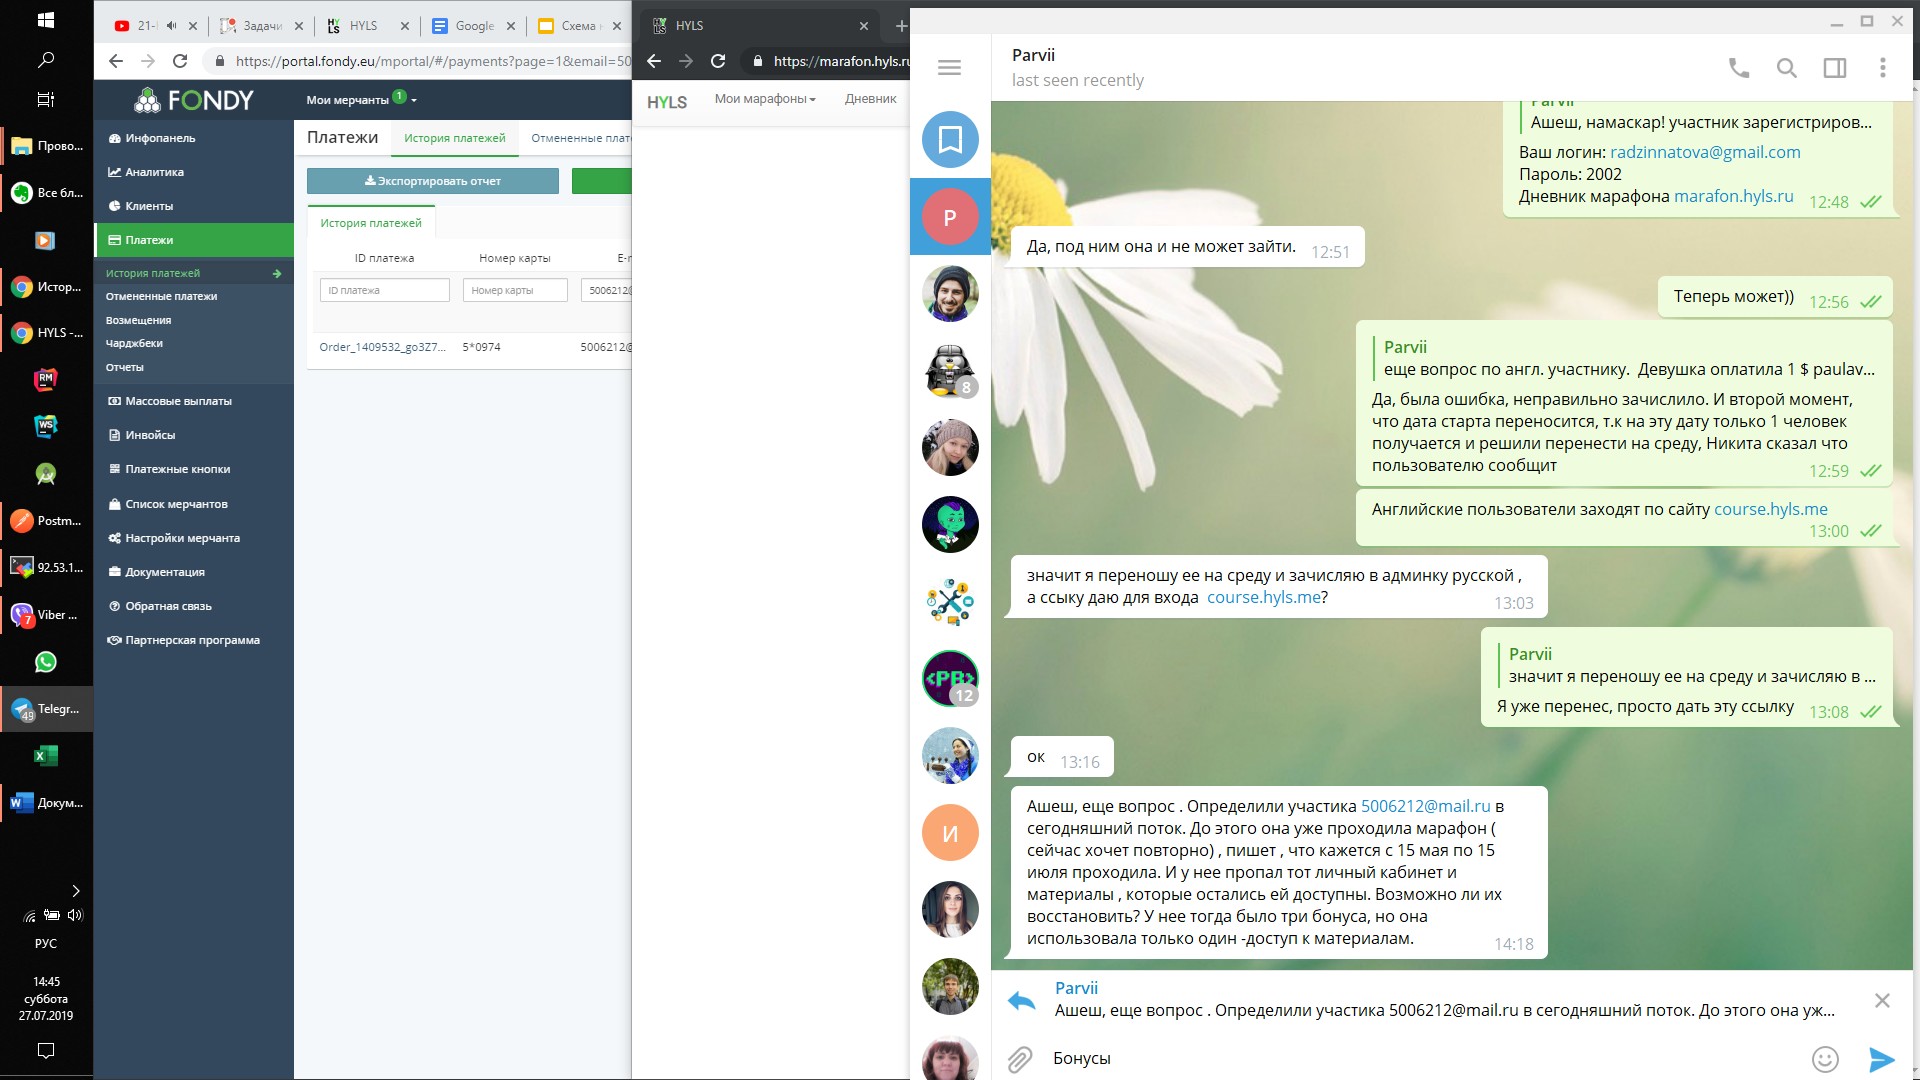 Прово...
Все бл...
Истор...
HYLS -...
Postm...
92.53.1...
Viber ...
7
Telegr...
49
Докум...
РУС
14:45
суббота
27.07.2019
21-
Задачи
HYLS
Google
Схема
https://portal.fondy.eu/mportal/#/payments?page=1&email=50
FONDY
Мои мерчанты 1
Инфопанель
Аналитика
Клиенты
Платежи
История платежей
Отмененные платежи
Возмещения
Чарджбеки
Отчеты
Массовые выплаты
Инвойсы
Платежные кнопки
Список мерчантов
Настройки мерчанта
Документация
Обратная связь
Партнерская программа
Платежи
История платежей
Отмененные плат
Экспортировать отчет
История платежей
ID платежа
Номер карты
E-
ID платежа
Номер карты
5006212@
Order_1409532_go3Z7...
5*0974
5006212@
HYLS
https://marafon.hyls.ru
HYLS
Мои марафоны
Дневник
P
8
<PB>
12
И
Parvii
last seen recently
Parvii
Ашеш, намаскар! участник зарегистриров...
Ваш логин: radzinnatova@gmail.com
Пароль: 2002
Дневник марафона marafon.hyls.ru 12:48
Да, под ним она и не может зайти. 12:51
Теперь может)) 12:56
Parvii
еще вопрос по англ. участнику. Девушка оплатила 1 $ paulav...
Да, была ошибка, неправильно зачислило. И второй момент,
что дата старта переносится, т.к на эту дату только 1 человек
получается и решили перенести на среду, Никита сказал что
пользователю сообщит 12:59
Английские пользователи заходят по сайту course.hyls.me
13:00
значит я переношу ее на среду и зачисляю в админку русской ,
а ссыку даю для входа course.hyls.me? 13:03
Parvii
значит я переношу ее на среду и зачисляю в ...
Я уже перенес, просто дать эту ссылку 13:08
ок 13:16
Ашеш, еще вопрос . Определили участика 5006212@mail.ru в
сегодняшний поток. До этого она уже проходила марафон (
сейчас хочет повторно) , пишет , что кажется с 15 мая по 15
июля проходила. И у нее пропал тот личный кабинет и
материалы , которые остались ей доступны. Возможно ли их
восстановить? У нее тогда было три бонуса, но она
использовала только один -доступ к материалам. 14:18
Parvii
Ашеш, еще вопрос . Определили участика 5006212@mail.ru в сегодняшний поток. До этого она уж...
Бонусы